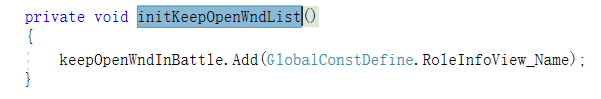 private void initKeepOpenWndList()
{
keepOpenWndInBattle.Add(GlobalConstDefine.RoleInfoView_Name);
}